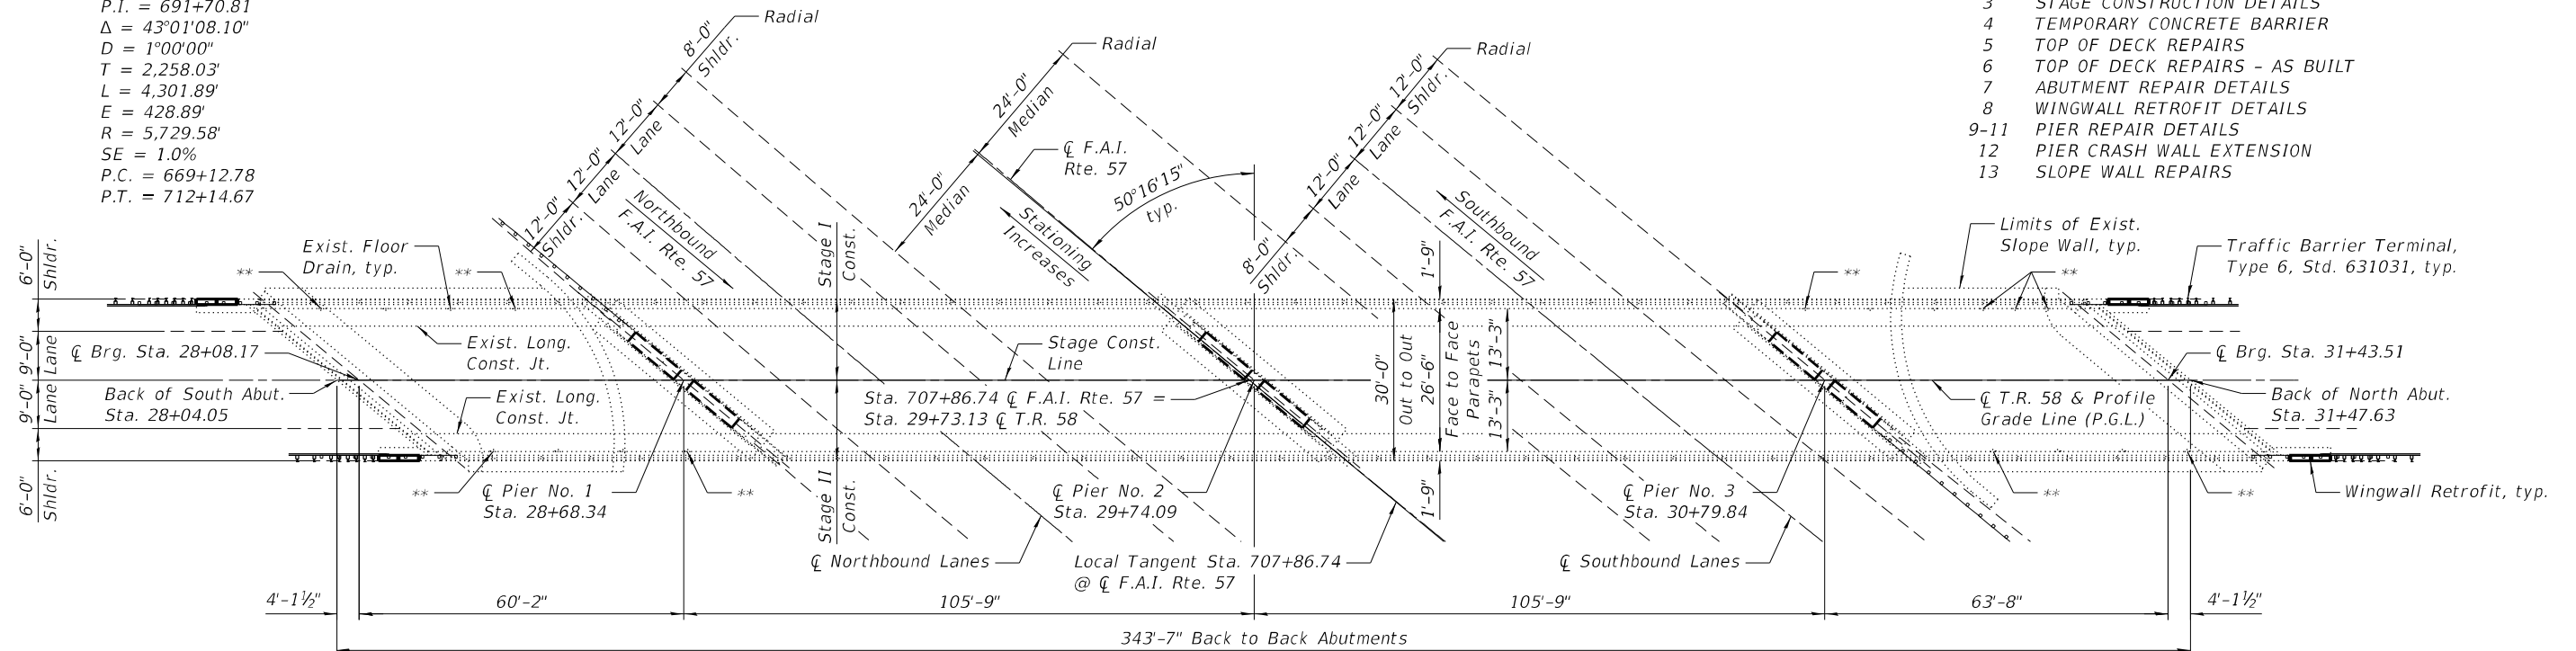 P.I. = 691+70.81
Δ = 43°01'08.10"
D = 1°00'00"
T = 2,258.03'
L = 4,301.89'
E = 428.89'
R = 5,729.58'
SE = 1.0%
P.C. = 669+12.78
P.T. = 712+14.67
3 STAGE CONSTRUCTION DETAILS
4 TEMPORARY CONCRETE BARRIER
5 TOP OF DECK REPAIRS
6 TOP OF DECK REPAIRS - AS BUILT
7 ABUTMENT REPAIR DETAILS
8 WINGWALL RETROFIT DETAILS
9-11 PIER REPAIR DETAILS
12 PIER CRASH WALL EXTENSION
13 SLOPE WALL REPAIRS
Radial
8'-0"
Shldr.
12'-0"
Lane
12'-0"
Lane
12'-0"
Shldr.
Northbound
F.A.I. Rte. 57
Radial
24'-0"
Median
24'-0"
Median
℄ F.A.I.
Rte. 57
50°16'15"
typ.
Stationing
Increases
Radial
12'-0"
Shldr.
12'-0"
Lane
12'-0"
Lane
8'-0"
Shldr.
Southbound
F.A.I. Rte. 57
Stage I
Const.
Stage II
Const.
Exist. Floor
Drain, typ.
**
**
**
**
Limits of Exist.
Slope Wall, typ.
Traffic Barrier Terminal,
Type 6, Std. 631031, typ.
6'-0"
Shldr.
9'-0"
Lane
9'-0"
Lane
6'-0"
Shldr.
℄ Brg. Sta. 28+08.17
Back of South Abut.
Sta. 28+04.05
Exist. Long.
Const. Jt.
Exist. Long.
Const. Jt.
Stage Const.
Line
Sta. 707+86.74 ℄ F.A.I. Rte. 57 =
Sta. 29+73.13 ℄ T.R. 58
1'-9"
30'-0"
Out to Out
26'-6"
Face to Face
Parapets
13'-3"
13'-3"
1'-9"
℄ Brg. Sta. 31+43.51
℄ T.R. 58 & Profile
Grade Line (P.G.L.)
Back of North Abut.
Sta. 31+47.63
**
℄ Pier No. 1
Sta. 28+68.34
**
℄ Pier No. 2
Sta. 29+74.09
℄ Pier No. 3
Sta. 30+79.84
**
**
Wingwall Retrofit, typ.
℄ Northbound Lanes
Local Tangent Sta. 707+86.74
@ ℄ F.A.I. Rte. 57
℄ Southbound Lanes
4'-1½"
60'-2"
105'-9"
105'-9"
63'-8"
4'-1½"
343'-7" Back to Back Abutments